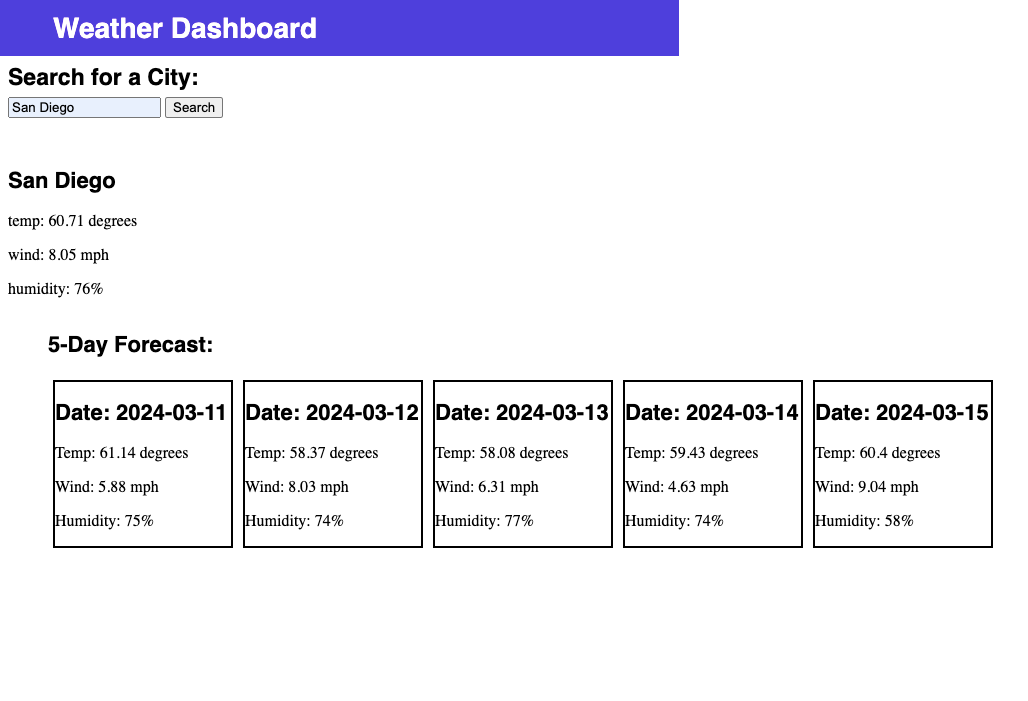 Weather Dashboard
Search for a City:
San Diego Search
San Diego
temp: 60.71 degrees
wind: 8.05 mph
humidity: 76%
5-Day Forecast:
Date: 2024-03-11
Temp: 61.14 degrees
Wind: 5.88 mph
Humidity: 75%
Date: 2024-03-12
Temp: 58.37 degrees
Wind: 8.03 mph
Humidity: 74%
Date: 2024-03-13
Temp: 58.08 degrees
Wind: 6.31 mph
Humidity: 77%
Date: 2024-03-14
Temp: 59.43 degrees
Wind: 4.63 mph
Humidity: 74%
Date: 2024-03-15
Temp: 60.4 degrees
Wind: 9.04 mph
Humidity: 58%